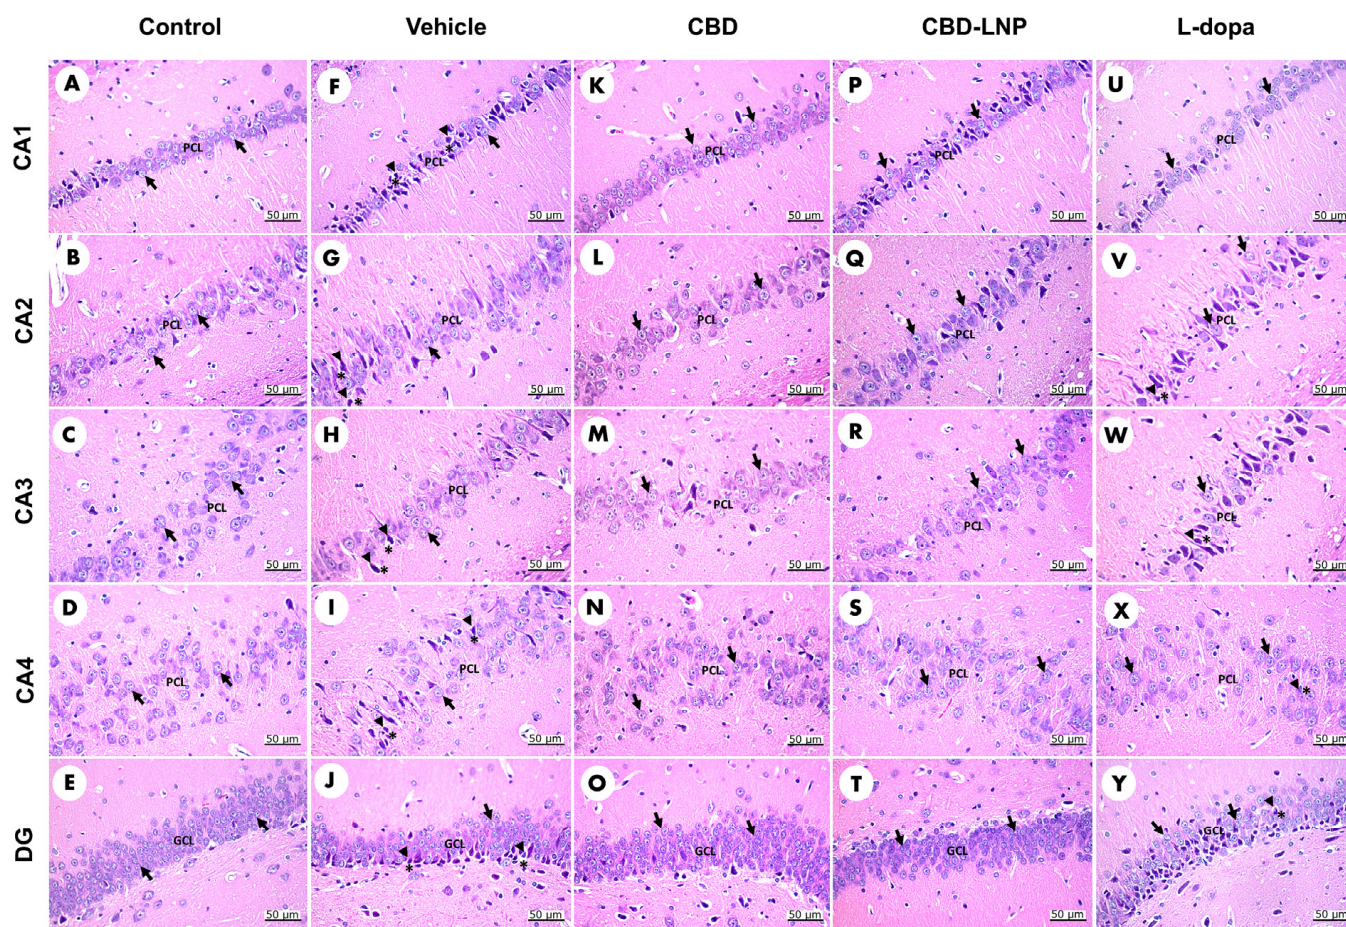 Control Vehicle CBD CBD-LNP L-dopa
CA1
A PCL 50 µm
F PCL * * 50 µm
K PCL 50 µm
P PCL 50 µm
U PCL 50 µm
CA2
B PCL 50 µm
G PCL * * 50 µm
L PCL 50 µm
Q PCL 50 µm
V PCL * 50 µm
CA3
C PCL 50 µm
H PCL * * 50 µm
M PCL 50 µm
R PCL 50 µm
W PCL * 50 µm
CA4
D PCL 50 µm
I PCL * * 50 µm
N PCL 50 µm
S PCL 50 µm
X PCL * 50 µm
DG
E GCL 50 µm
J GCL * * 50 µm
O GCL 50 µm
T GCL 50 µm
Y GCL * 50 µm